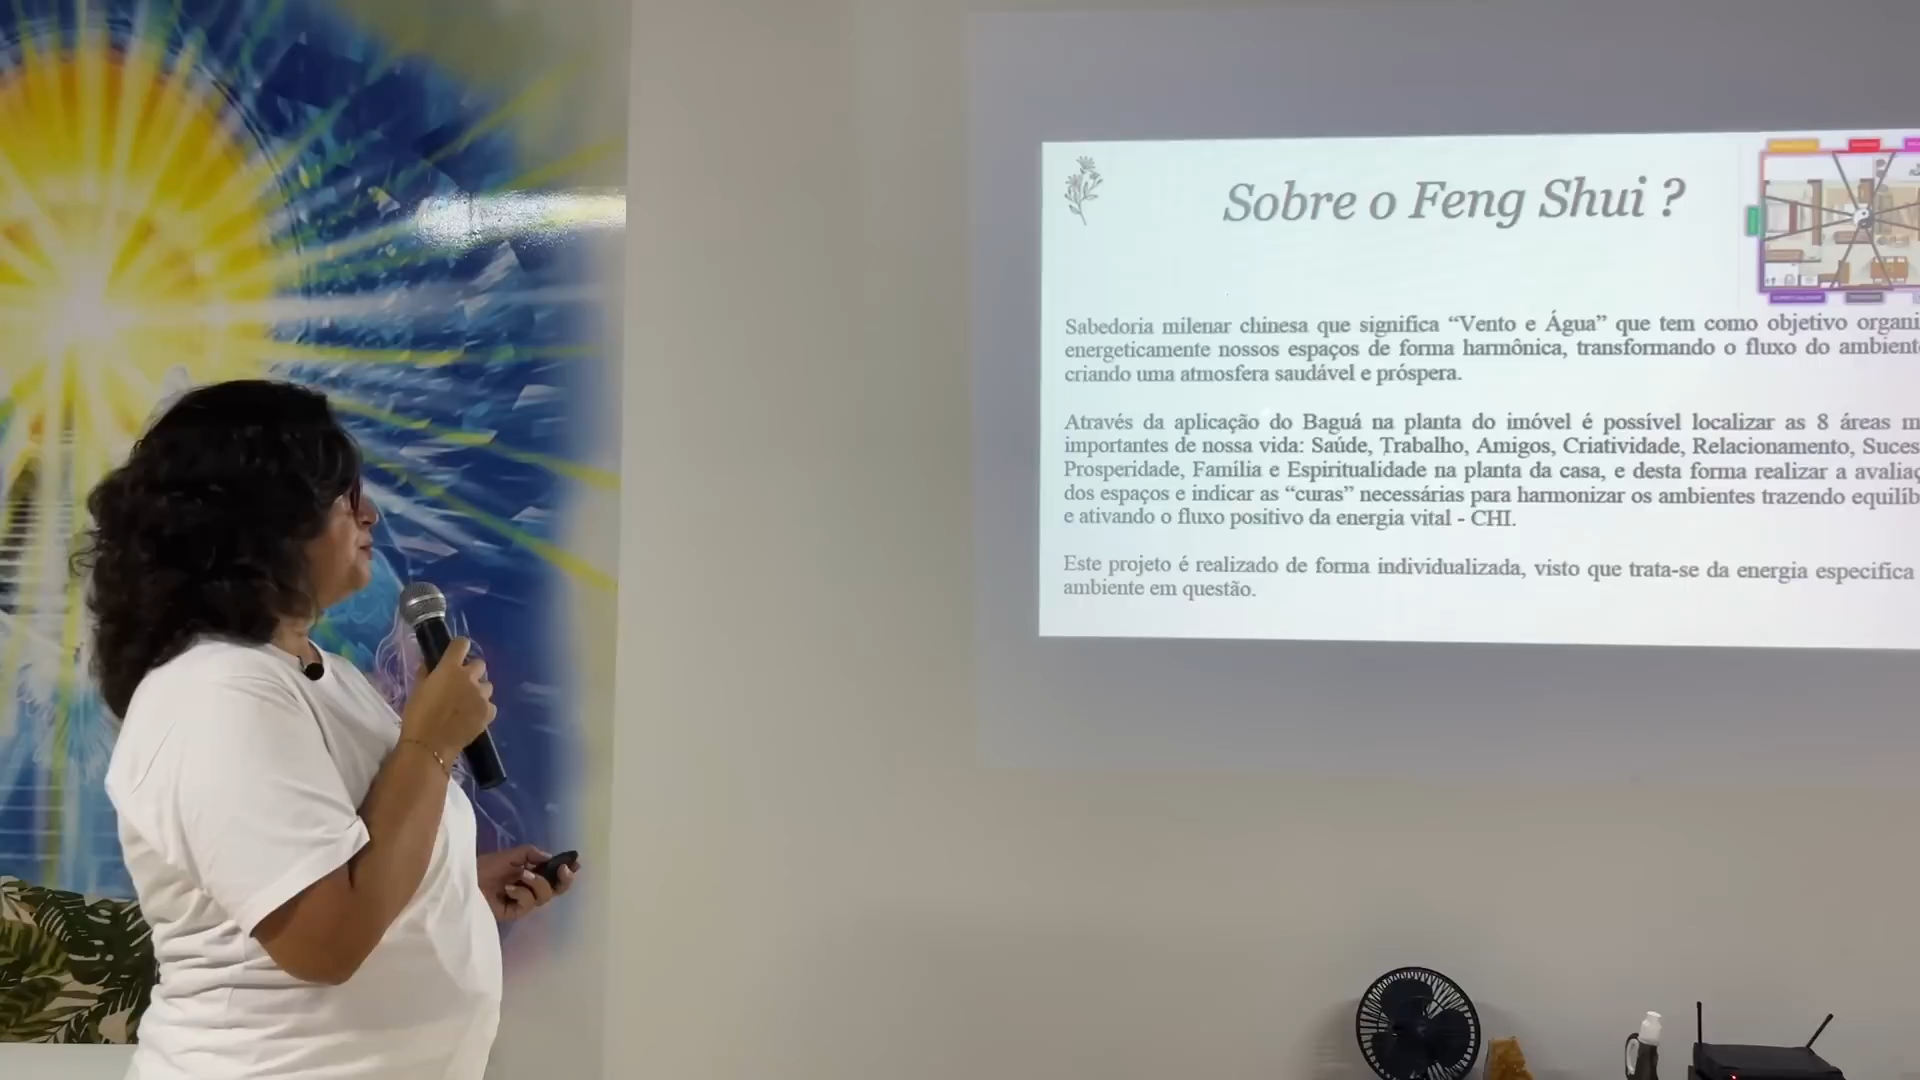 Sobre o Feng Shui ?
Sabedoria milenar chinesa que significa “Vento e Água” que tem como objetivo organi
energeticamente nossos espaços de forma harmônica, transformando o fluxo do ambient
criando uma atmosfera saudável e próspera.
Através da aplicação do Baguá na planta do imóvel é possível localizar as 8 áreas m
importantes de nossa vida: Saúde, Trabalho, Amigos, Criatividade, Relacionamento, Suces
Prosperidade, Família e Espiritualidade na planta da casa, e desta forma realizar a avaliaç
dos espaços e indicar as “curas” necessárias para harmonizar os ambientes trazendo equilíb
e ativando o fluxo positivo da energia vital - CHI.
Este projeto é realizado de forma individualizada, visto que trata-se da energia especifica
ambiente em questão.